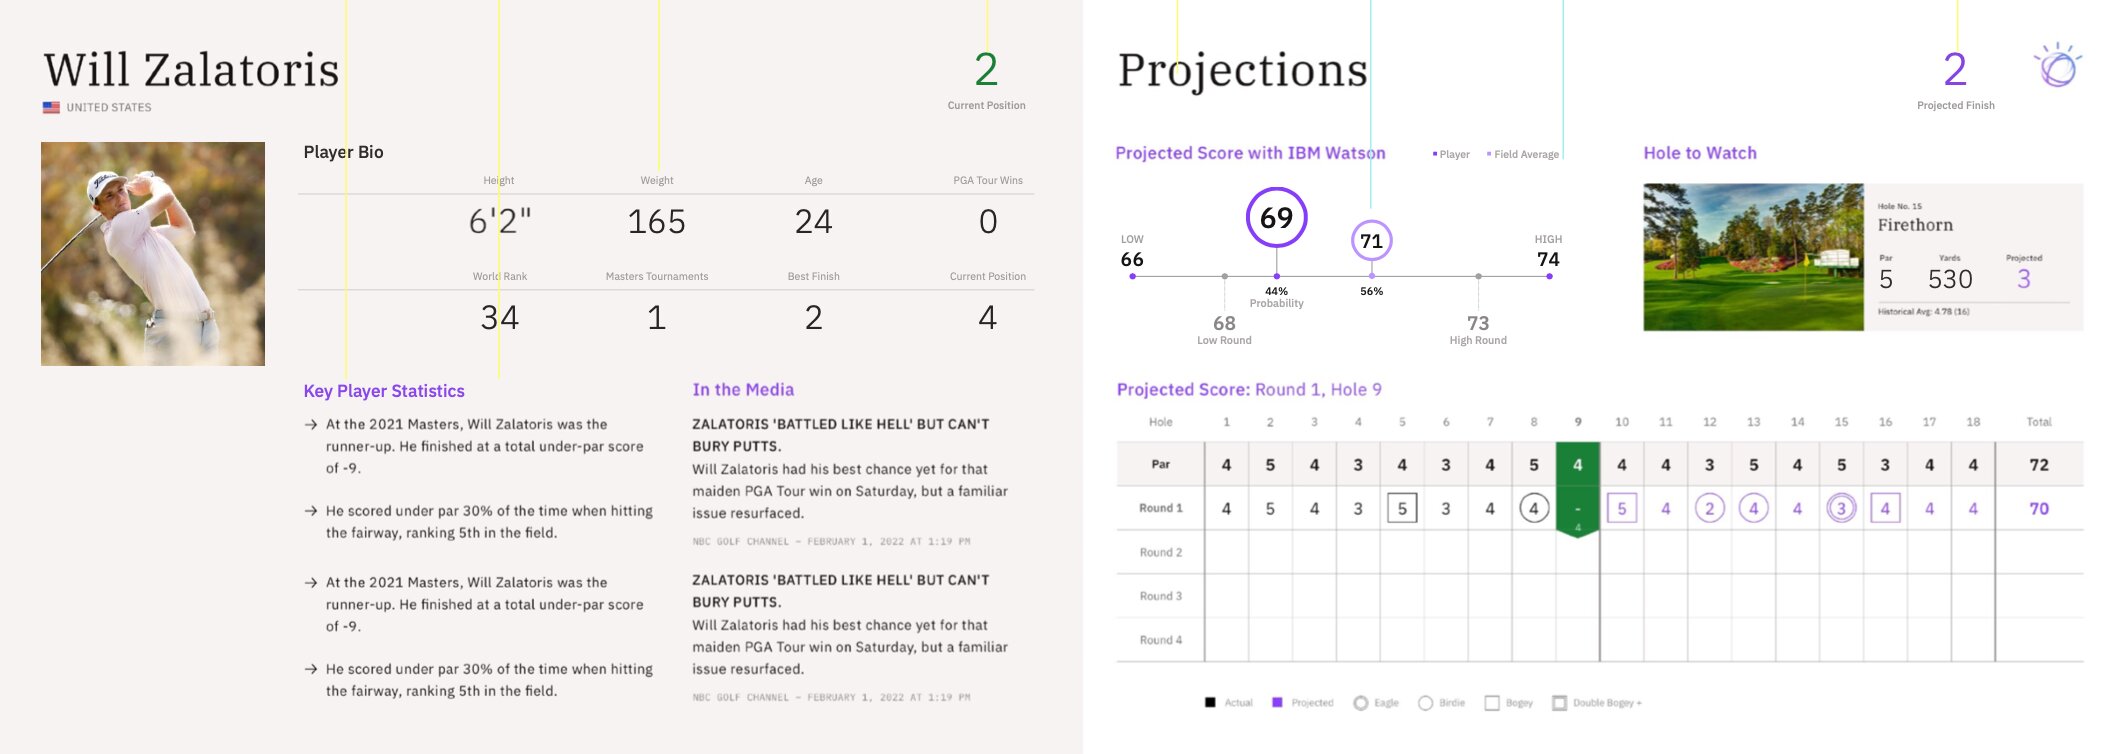 Will Zalatoris
UNITED STATES
2
Current Position
Player Bio
Height Weight Age PGA Tour Wins
6'2" 165 24 0
World Rank Masters Tournaments Best Finish Current Position
34 1 2 4
Key Player Statistics
→ At the 2021 Masters, Will Zalatoris was the
runner-up. He finished at a total under-par score
of -9.
→ He scored under par 30% of the time when hitting
the fairway, ranking 5th in the field.
→ At the 2021 Masters, Will Zalatoris was the
runner-up. He finished at a total under-par score
of -9.
→ He scored under par 30% of the time when hitting
the fairway, ranking 5th in the field.
In the Media
ZALATORIS 'BATTLED LIKE HELL' BUT CAN'T
BURY PUTTS.
Will Zalatoris had his best chance yet for that
maiden PGA Tour win on Saturday, but a familiar
issue resurfaced.
NBC GOLF CHANNEL – FEBRUARY 1, 2022 AT 1:19 PM
ZALATORIS 'BATTLED LIKE HELL' BUT CAN'T
BURY PUTTS.
Will Zalatoris had his best chance yet for that
maiden PGA Tour win on Saturday, but a familiar
issue resurfaced.
NBC GOLF CHANNEL – FEBRUARY 1, 2022 AT 1:19 PM
Projections
2
Projected Finish
Projected Score with IBM Watson
Player Field Average
69
71
LOW
66
HIGH
74
44%
Probability
56%
68
Low Round
73
High Round
Hole to Watch
Hole No. 15
Firethorn
Par Yards Projected
5 530 3
Historical Avg: 4.78 (16)
Projected Score: Round 1, Hole 9
Hole 1 2 3 4 5 6 7 8 9 10 11 12 13 14 15 16 17 18 Total
Par 4 5 4 3 4 3 4 5 4 4 4 3 5 4 5 3 4 4 72
Round 1 4 5 4 3 5 3 4 4 - 5 4 2 4 4 3 4 4 4 70
4
Round 2
Round 3
Round 4
Actual Projected Eagle Birdie Bogey Double Bogey +